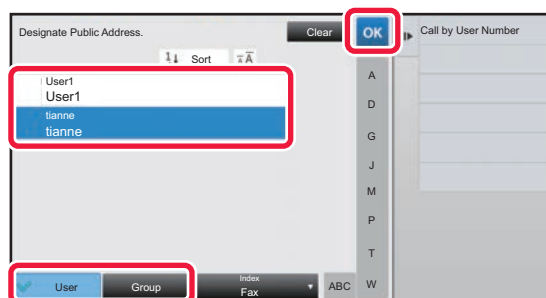 Designate Public Address.
Clear
OK
Call by User Number
Sort
User1
User1
tianne
tianne
A
D
G
J
M
P
T
W
User
Group
Index
Fax
ABC